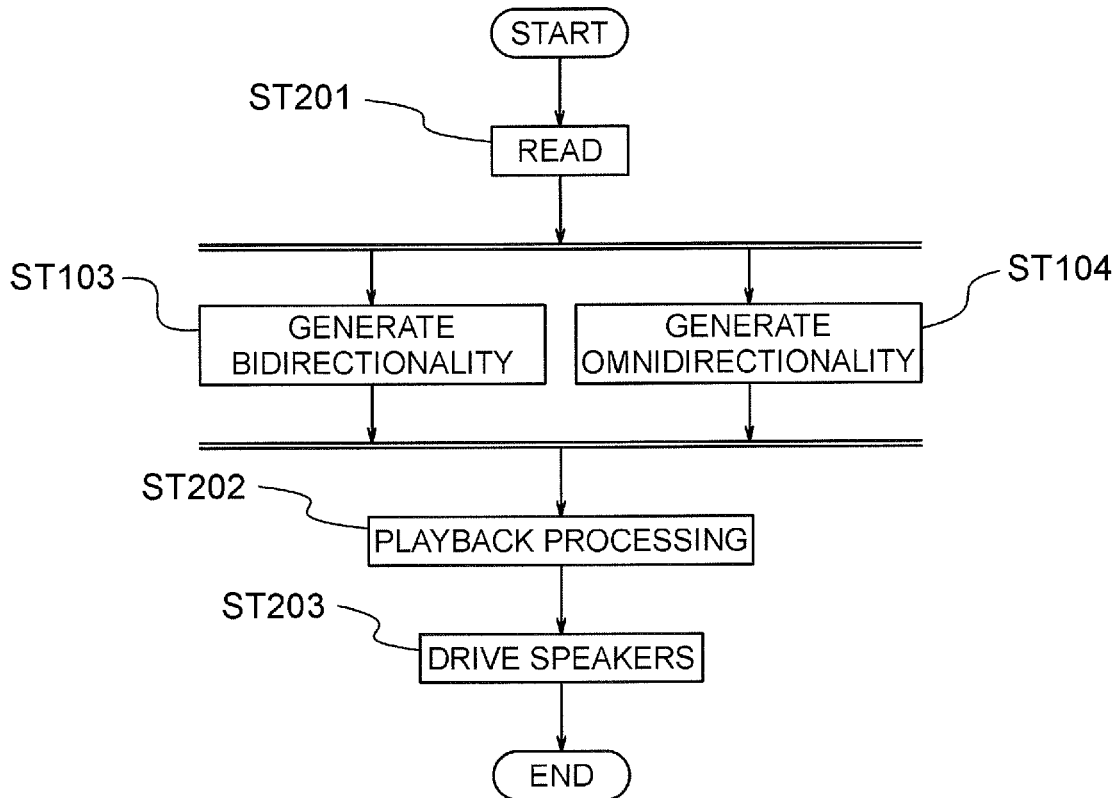 START
ST201
READ
ST103
ST104
GENERATE
BIDIRECTIONALITY
GENERATE
OMNIDIRECTIONALITY
ST202
PLAYBACK PROCESSING
ST203
DRIVE SPEAKERS
END